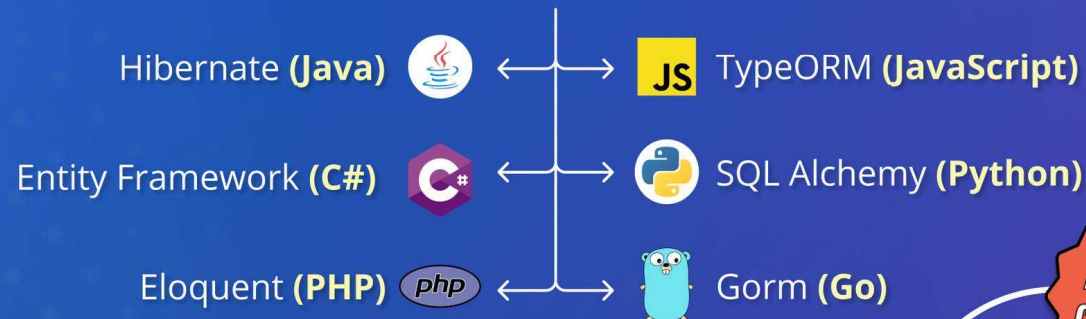 Hibernate (Java)
JS TypeORM (JavaScript)
Entity Framework (C#)
C#
SQL Alchemy (Python)
Eloquent (PHP)
php
Gorm (Go)